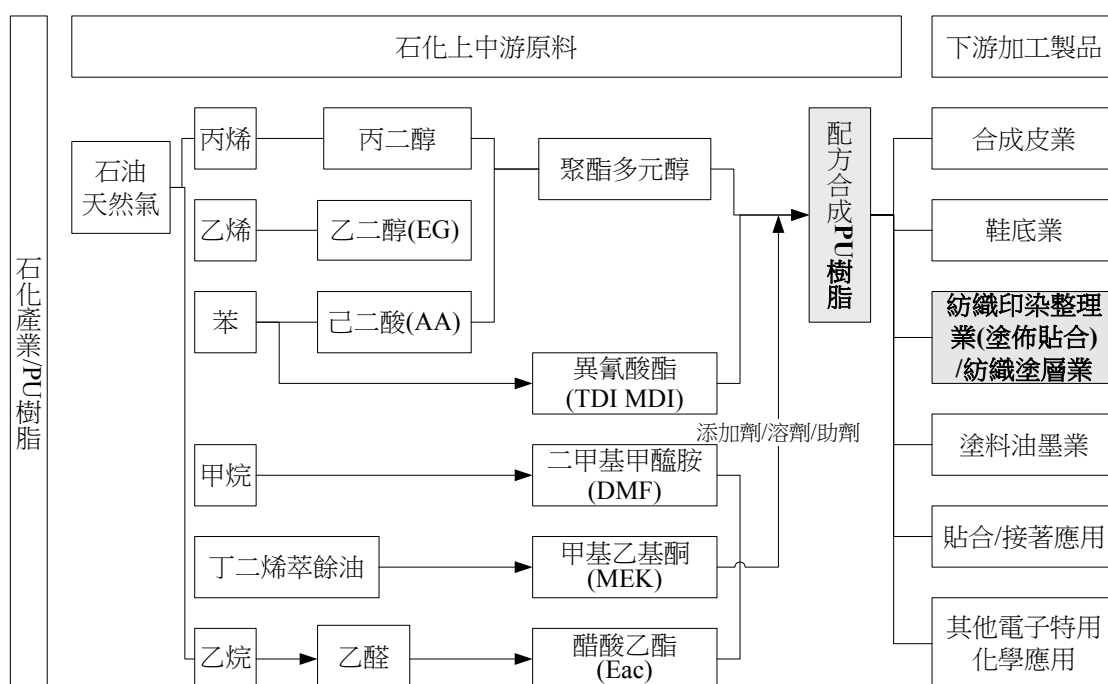 石化產業/PU樹脂
石化上中游原料
下游加工製品
石油
天然氣
丙烯
丙二醇
聚酯多元醇
乙烯
乙二醇(EG)
苯
己二酸(AA)
異氰酸酯
(TDI MDI)
添加劑/溶劑/助劑
甲烷
二甲基甲醯胺
(DMF)
丁二烯萃餘油
甲基乙基酮
(MEK)
乙烷
乙醛
醋酸乙酯
(Eac)
配方合成PU樹脂
合成皮業
鞋底業
紡織印染整理
業(塗佈貼合)
/紡織塗層業
塗料油墨業
貼合/接著應用
其他電子特用
化學應用